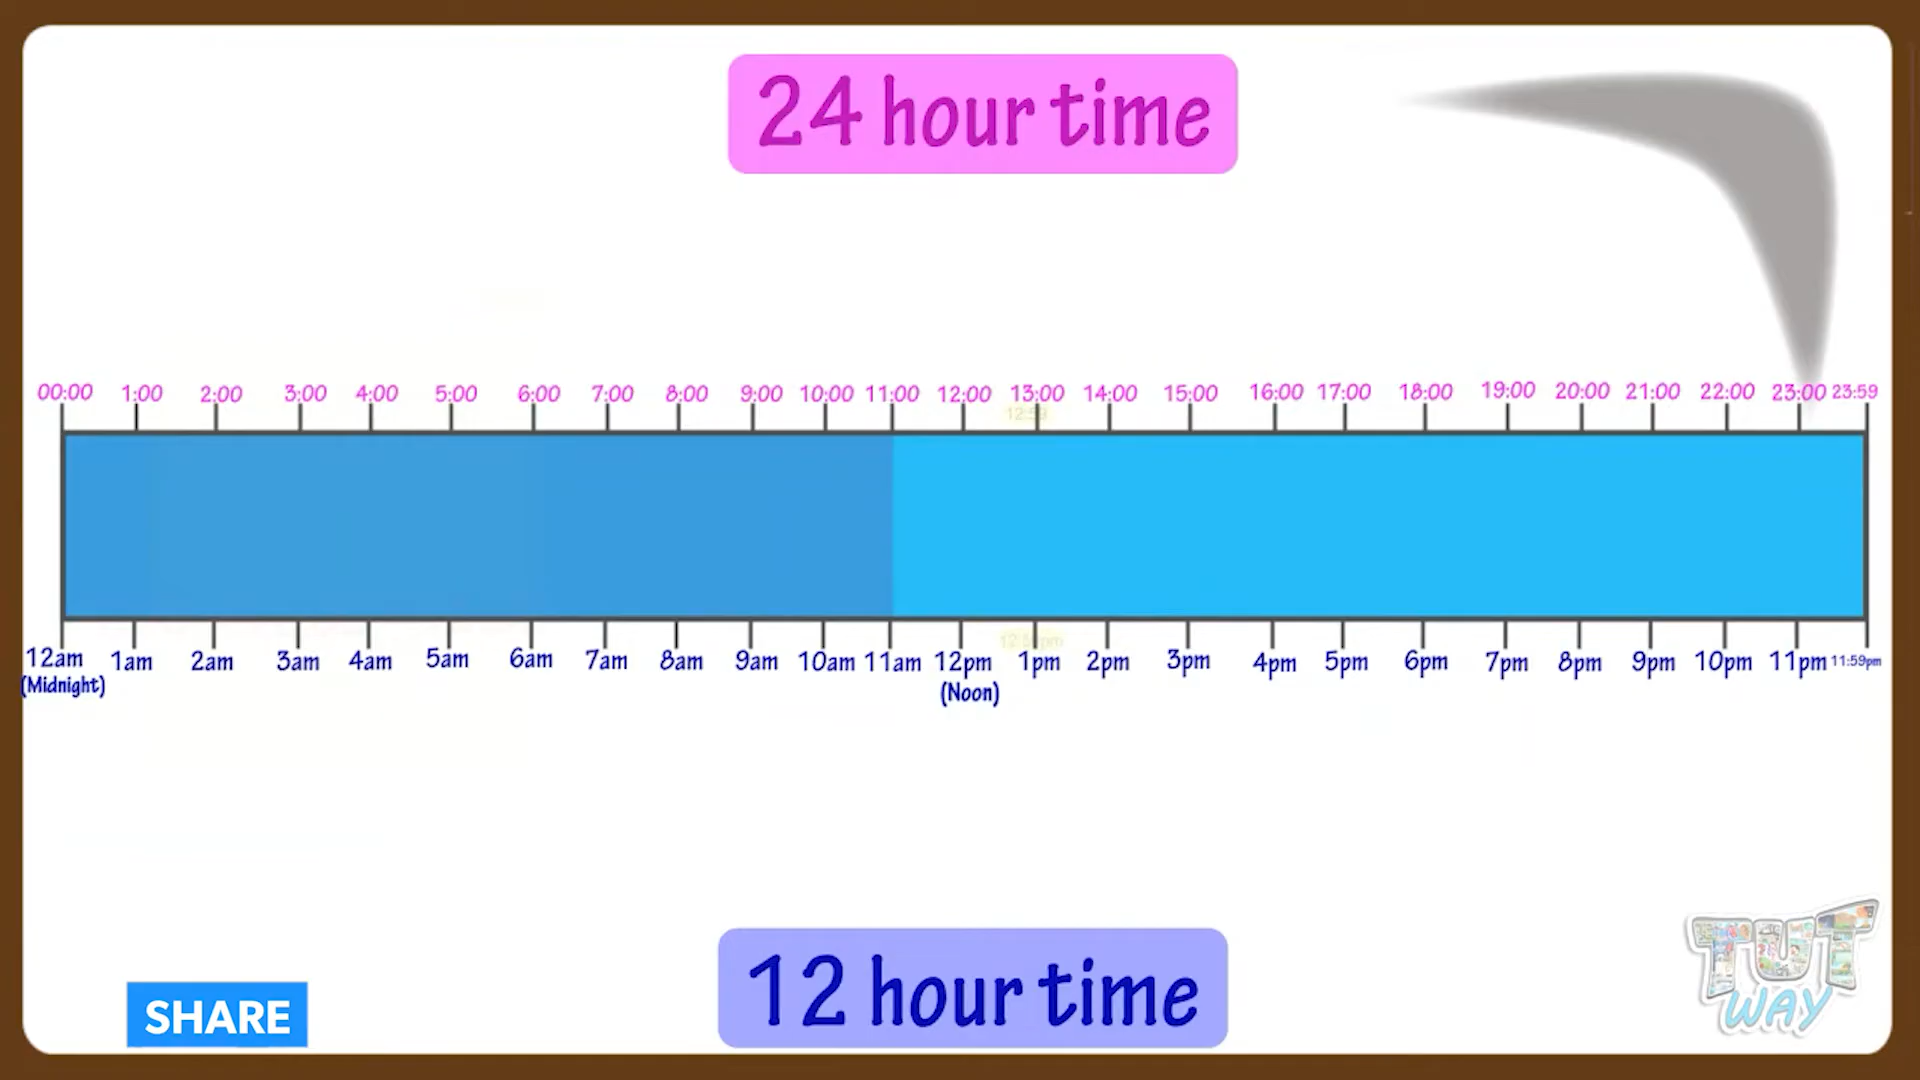 24 hour time
00:00 1:00 2:00 3:00 4:00 5:00 6:00 7:00 8:00 9:00 10:00 11:00 12:00 13:00 14:00 15:00 16:00 17:00 18:00 19:00 20:00 21:00 22:00 23:00 23:59
12:59
12:59pm
12am 1am 2am 3am 4am 5am 6am 7am 8am 9am 10am 11am 12pm 1pm 2pm 3pm 4pm 5pm 6pm 7pm 8pm 9pm 10pm 11pm 11:59pm
(Midnight) (Noon)
12 hour time
SHARE
TUT
WAY